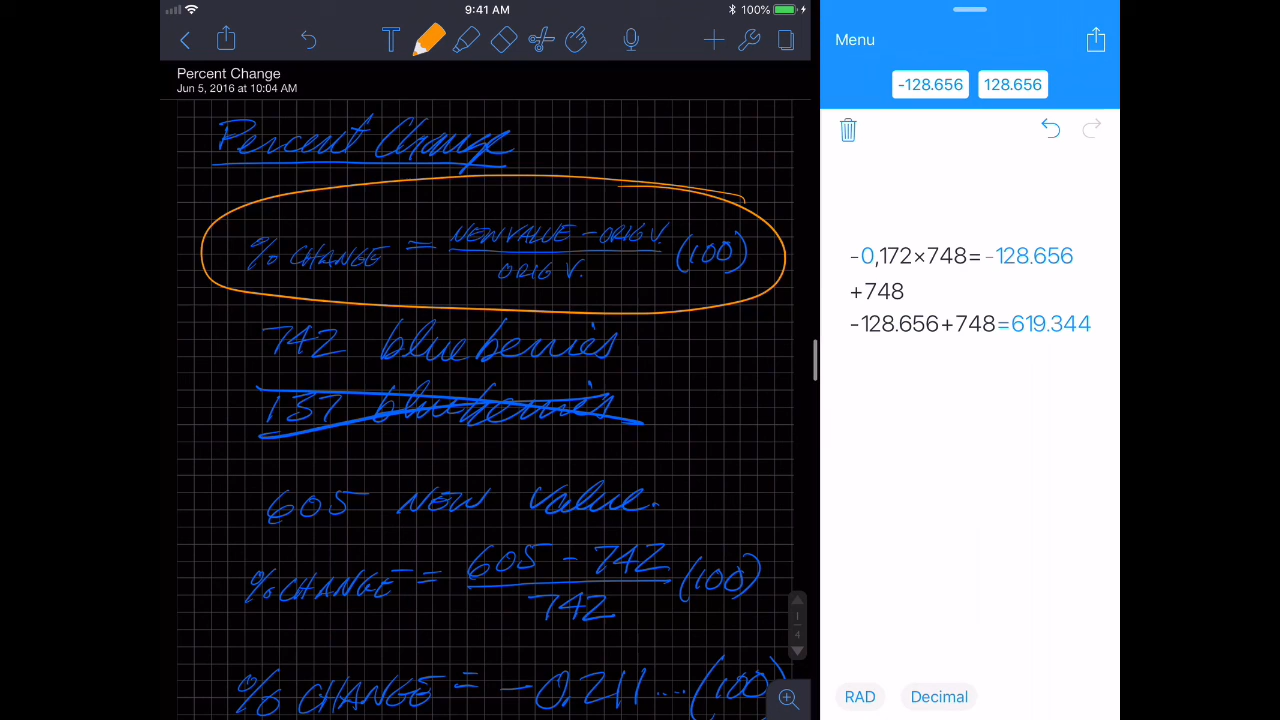 9:41 AM
100%
Percent Change
Jun 5, 2016 at 10:04 AM
Percent Change
% CHANGE = NEW VALUE - ORIG V. (100)
ORIG V.
742 blueberries
137 blueberries
605 NEW value.
% CHANGE = 605 - 742 (100)
742
% CHANGE = -0.211... (100)
1
4
Menu
-128.656 128.656
-0,172×748=-128.656
+748
-128.656+748=619.344
RAD Decimal